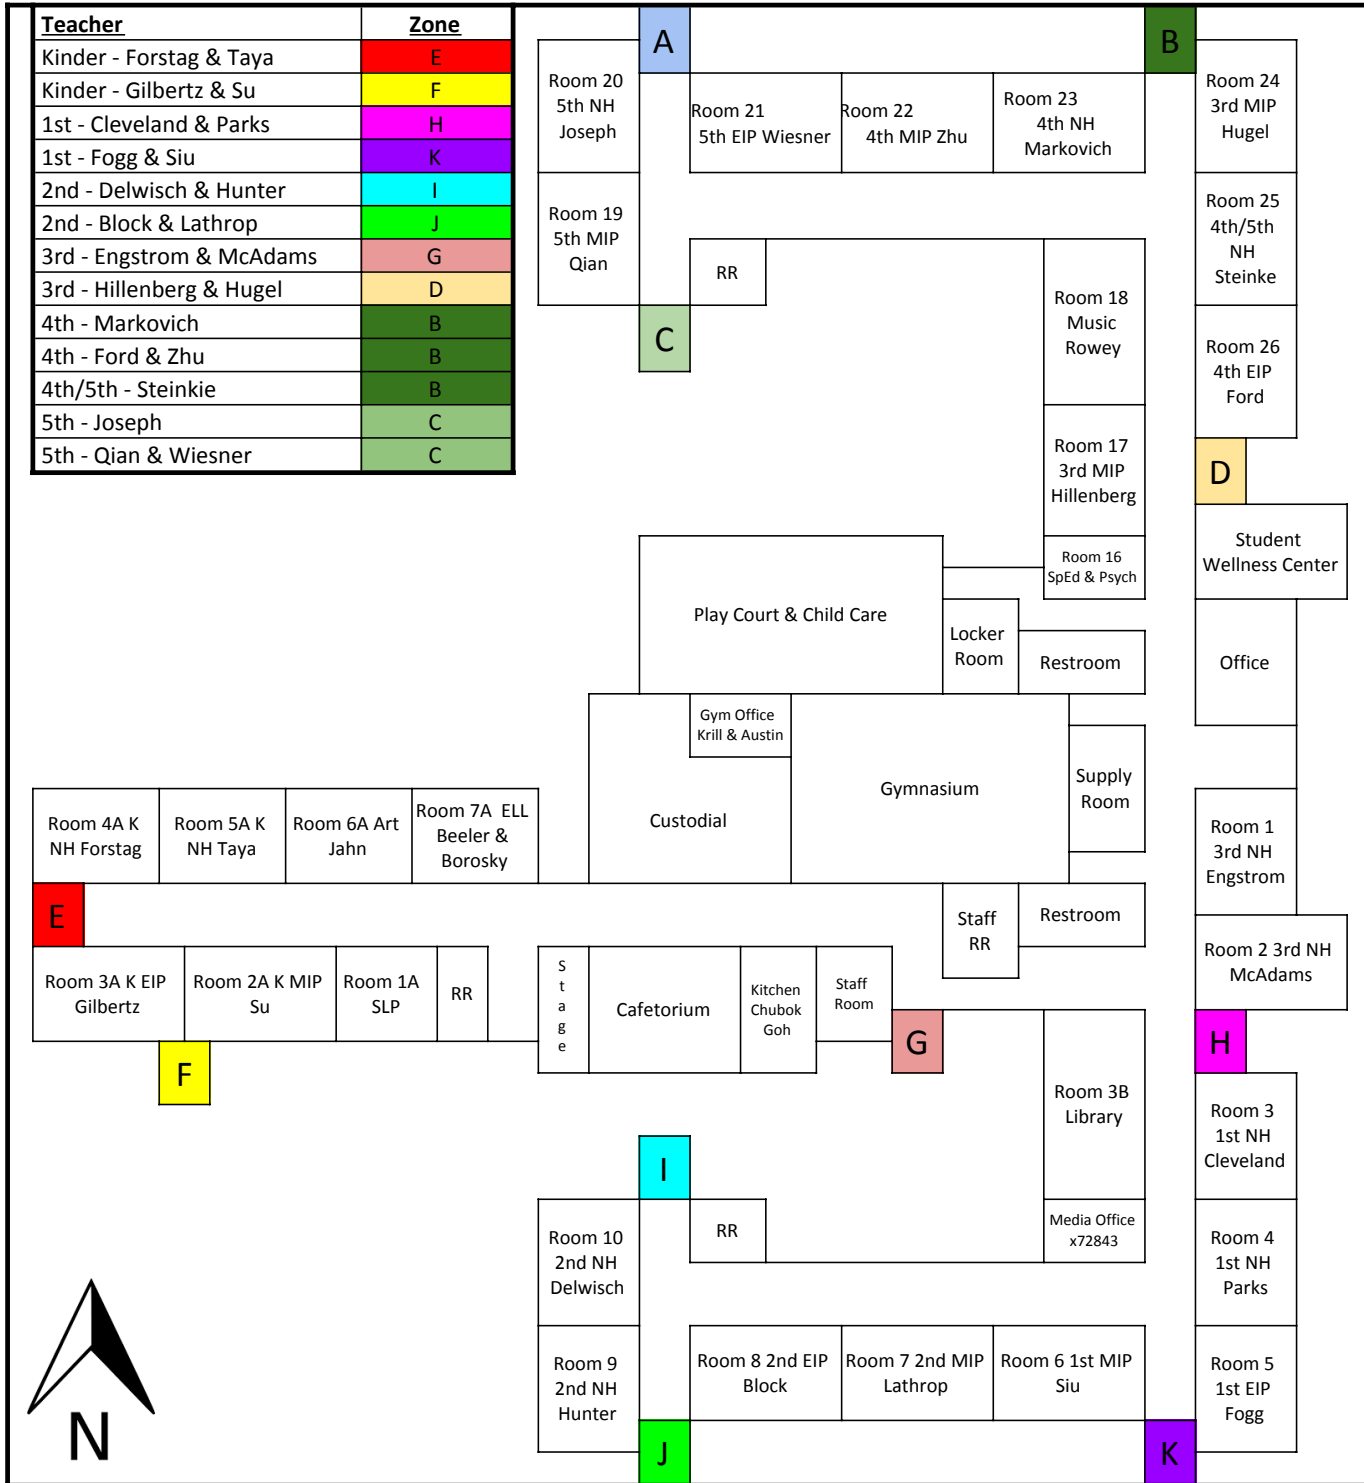 Teacher Zone
Kinder - Forstag & Taya E
Kinder - Gilbertz & Su F
1st - Cleveland & Parks H
1st - Fogg & Siu K
2nd - Delwisch & Hunter I
2nd - Block & Lathrop J
3rd - Engstrom & McAdams G
3rd - Hillenberg & Hugel D
4th - Markovich B
4th - Ford & Zhu B
4th/5th - Steinkie B
5th - Joseph C
5th - Qian & Wiesner C
A
B
Room 20
5th NH
Joseph
Room 21
5th EIP Wiesner
Room 22
4th MIP Zhu
Room 23
4th NH
Markovich
Room 24
3rd MIP
Hugel
Room 19
5th MIP
Qian
RR
Room 25
4th/5th
NH
Steinke
C
Room 18
Music
Rowey
Room 26
4th EIP
Ford
Room 17
3rd MIP
Hillenberg
D
Room 16
SpEd & Psych
Student
Wellness Center
Play Court & Child Care
Locker
Room
Restroom
Office
Gym Office
Krill & Austin
Custodial
Gymnasium
Supply
Room
Room 4A K
NH Forstag
Room 5A K
NH Taya
Room 6A Art
Jahn
Room 7A ELL
Beeler &
Borosky
Room 1
3rd NH
Engstrom
E
Staff
RR
Restroom
Room 3A K EIP
Gilbertz
Room 2A K MIP
Su
Room 1A
SLP
RR
S
t
a
g
e
Cafetorium
Kitchen
Chubok
Goh
Staff
Room
Room 2 3rd NH
McAdams
F
G
H
Room 3B
Library
Room 3
1st NH
Cleveland
I
Room 10
2nd NH
Delwisch
RR
Media Office
x72843
Room 4
1st NH
Parks
Room 9
2nd NH
Hunter
Room 8 2nd EIP
Block
Room 7 2nd MIP
Lathrop
Room 6 1st MIP
Siu
Room 5
1st EIP
Fogg
J
K
N